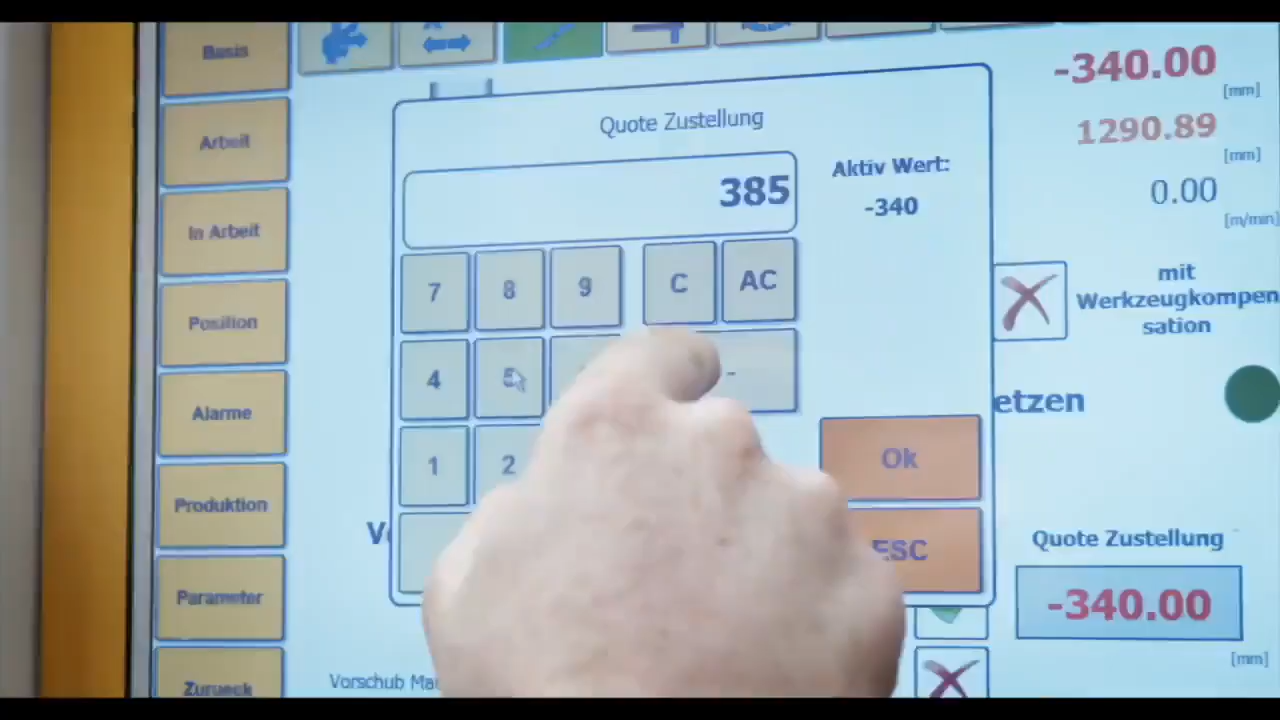 Basis
Arbeit
In Arbeit
Position
Alarme
Produktion
Parameter
Zurueck
Quote Zustellung
385
Aktiv Wert:
-340
7 8 9 C AC
4 5 -
1 2
Ok
ESC
-340.00
[mm]
1290.89
[mm]
0.00
[m/min]
mit
Werkzeugkompen
sation
etzen
Quote Zustellung
-340.00
[mm]
Vorschub Ma